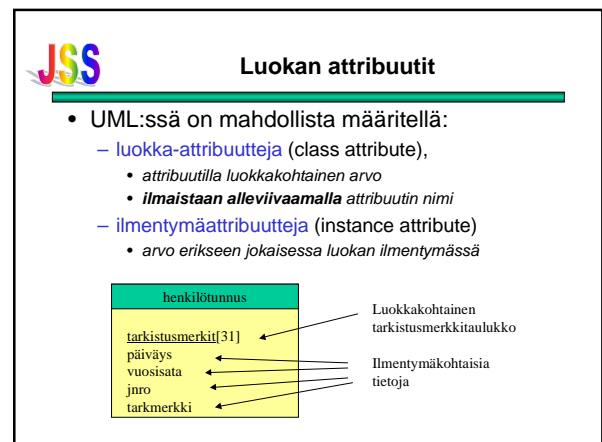 JSS
Luokan attribuutit
• UML:ssä on mahdollista määritellä:
– luokka-attribuutteja (class attribute),
• attribuutilla luokkakohtainen arvo
• ilmaistaan alleviivaamalla attribuutin nimi
– ilmentymäattribuutteja (instance attribute)
• arvo erikseen jokaisessa luokan ilmentymässä
henkilötunnus
tarkistusmerkit[31]
päiväys
vuosisata
jnro
tarkmerkki
Luokkakohtainen
tarkistusmerkkitaulukko
Ilmentymäkohtaisia
tietoja